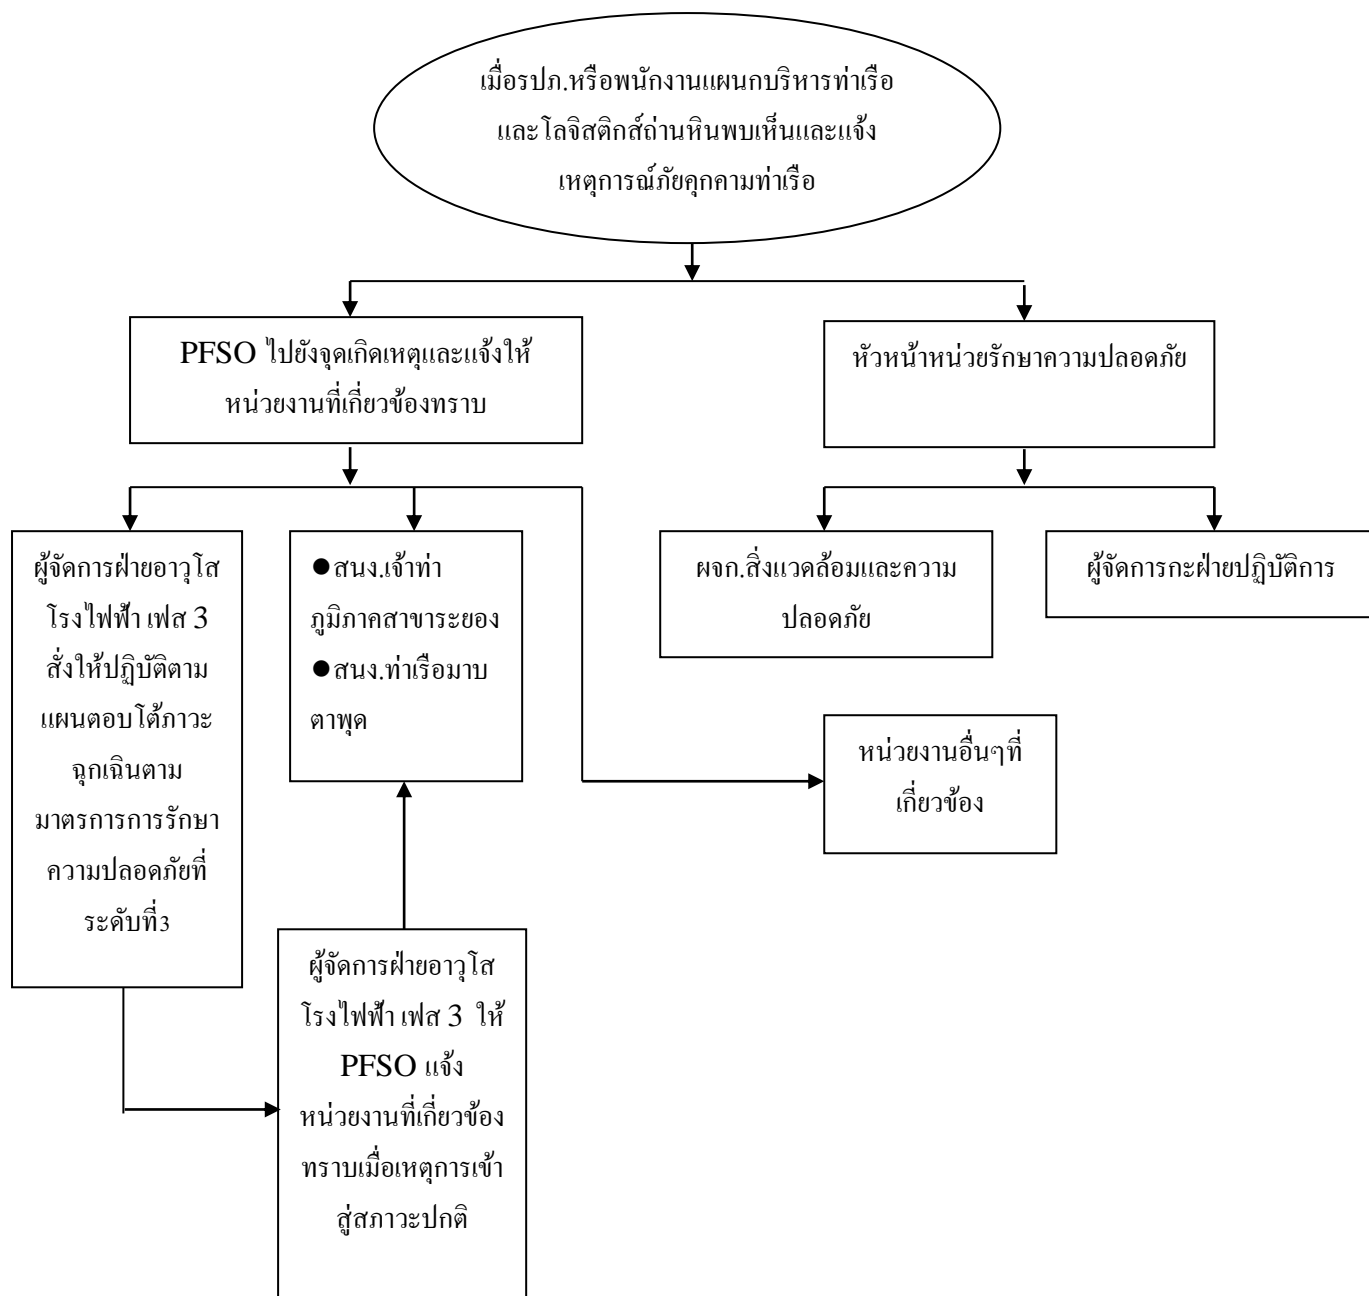 เมื่อรปภ.หรือพนักงานแผนกบริหารท่าเรือ
และโลจิสติกส์ถ่านหินพบเห็นและแจ้ง
เหตุการณ์ภัยคุกคามท่าเรือ
PFSO ไปยังจุดเกิดเหตุและแจ้งให้
หน่วยงานที่เกี่ยวข้องทราบ
หัวหน้าหน่วยรักษาความปลอดภัย
ผู้จัดการฝ่ายอาวุโส
โรงไฟฟ้า เฟส 3
สั่งให้ปฏิบัติตาม
แผนตอบโต้ภาวะ
ฉุกเฉินตาม
มาตรการการรักษา
ความปลอดภัยที่
ระดับที่3
●สนง.เจ้าท่า
ภูมิภาคสาขาระยอง
●สนง.ท่าเรือมาบ
ตาพุด
ผจก.สิ่งแวดล้อมและความ
ปลอดภัย
ผู้จัดการกะฝ่ายปฏิบัติการ
หน่วยงานอื่นๆที่
เกี่ยวข้อง
ผู้จัดการฝ่ายอาวุโส
โรงไฟฟ้า เฟส 3 ให้
PFSO แจ้ง
หน่วยงานที่เกี่ยวข้อง
ทราบเมื่อเหตุการเข้า
สู่สภาวะปกติ